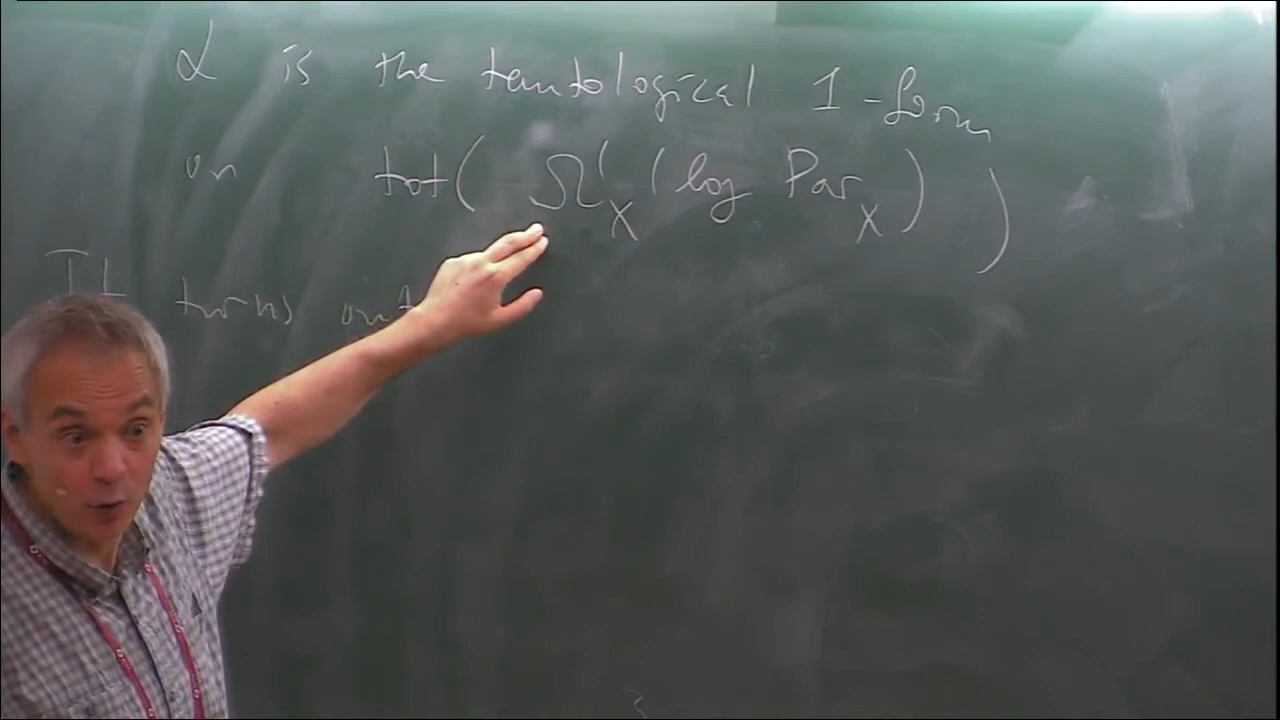 α is the tautological 1-form
on tot( Ω¹_X (log Par_X) )
It turns out